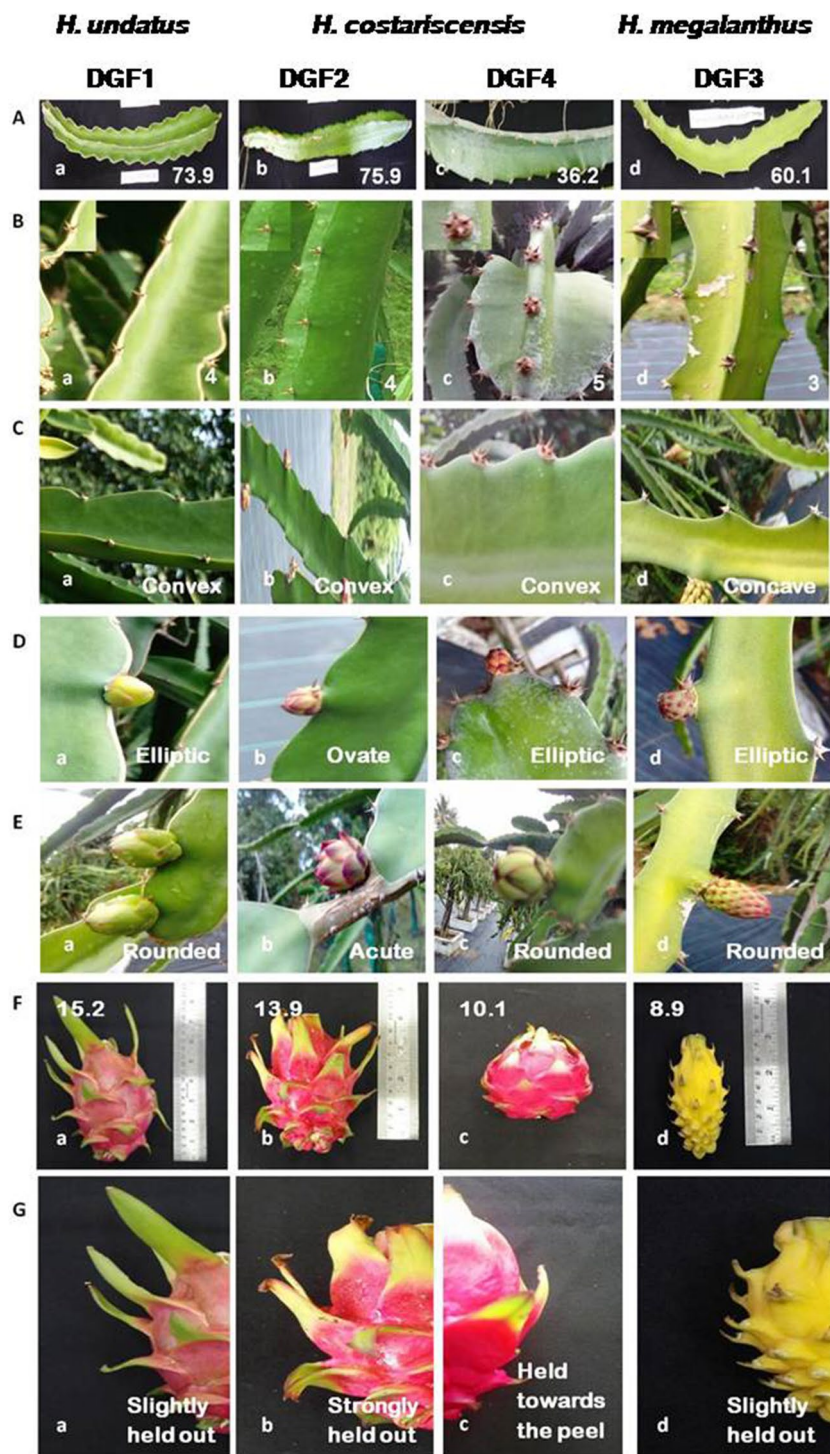 H. undatus H. costariscensis H. megalanthus
DGF1 DGF2 DGF4 DGF3
A
a 73.9 b 75.9 c 36.2 d 60.1
B
a 4 b 4 c 5 d 3
C
a Convex b Convex c Convex d Concave
D
a Elliptic b Ovate c Elliptic d Elliptic
E
a Rounded b Acute c Rounded d Rounded
F
15.2 13.9 10.1 8.9
a b c d
G
a Slightly held out b Strongly held out c Held towards the peel d Slightly held out